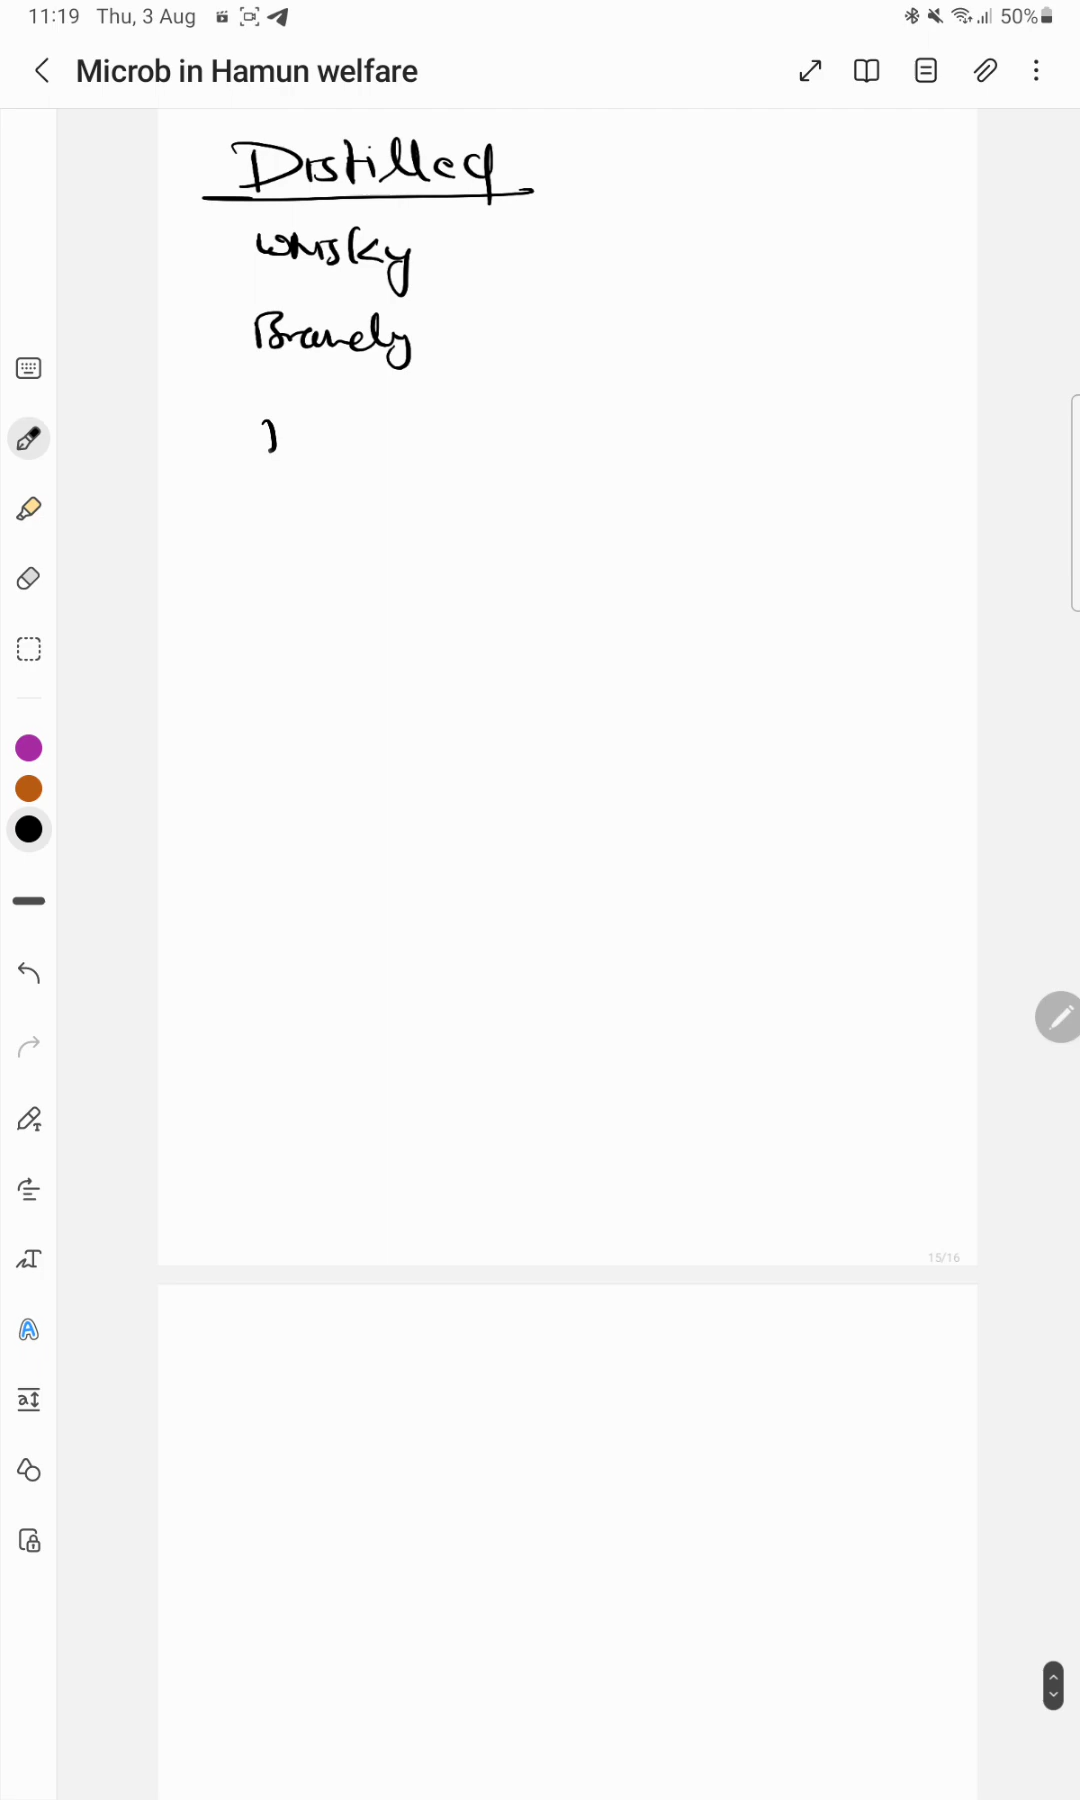 11:19 Thu, 3 Aug 50%
Microb in Hamun welfare
Distilled
Whisky
Brandy
15/16